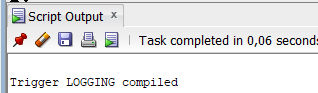 Script Output x
Task completed in 0,06 seconds
Trigger LOGGING compiled